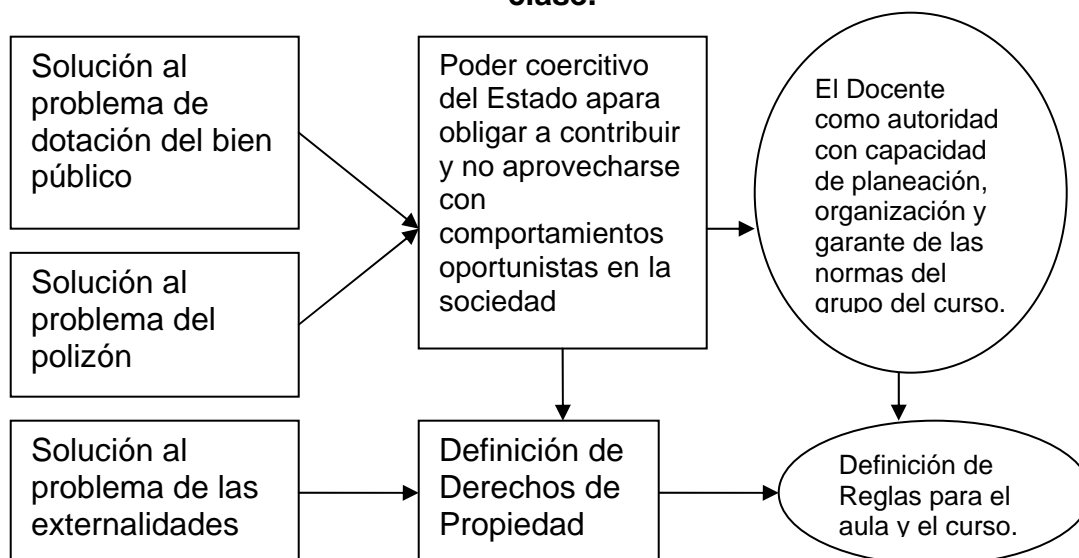 clase.
Solución al
problema de
dotación del bien
público
Poder coercitivo
del Estado apara
obligar a contribuir
y no aprovecharse
con
comportamientos
oportunistas en la
sociedad
El Docente
como autoridad
con capacidad
de planeación,
organización y
garante de las
normas del
grupo del curso.
Solución al
problema del
polizón
Solución al
problema de las
externalidades
Definición de
Derechos de
Propiedad
Definición de
Reglas para el
aula y el curso.